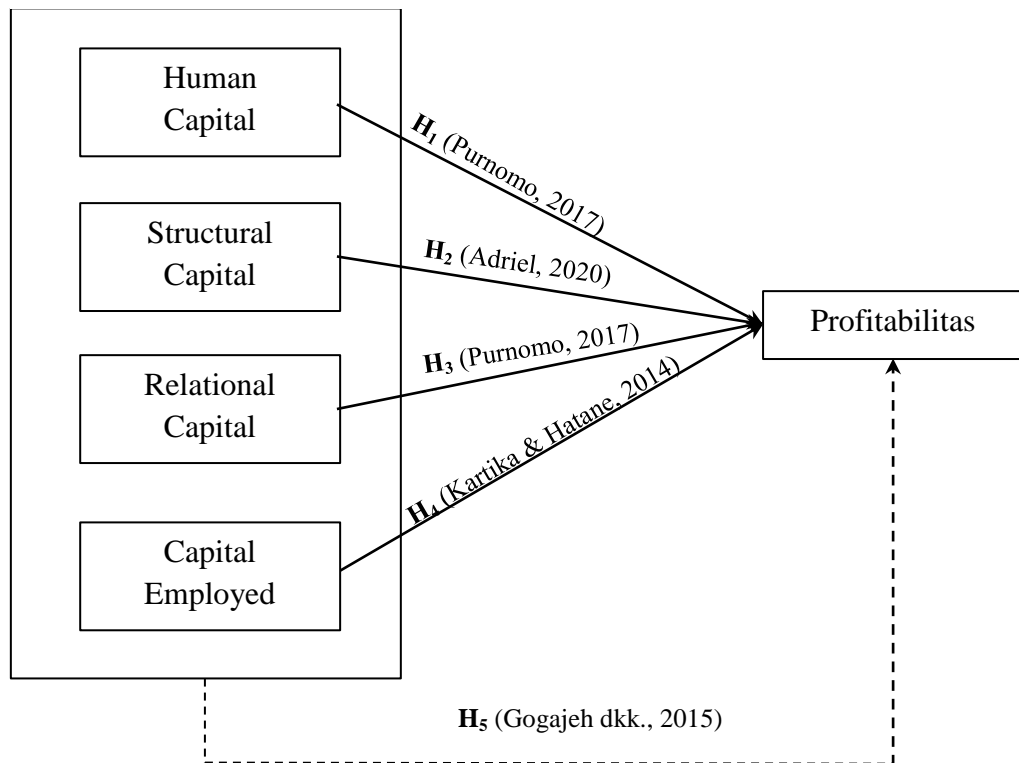 Human
Capital
H₁ (Purnomo, 2017)
Structural
Capital
H₂ (Adriel, 2020)
Profitabilitas
Relational
Capital
H₃ (Purnomo, 2017)
Capital
Employed
H₄ (Kartika & Hatane, 2014)
H₅ (Gogajeh dkk., 2015)